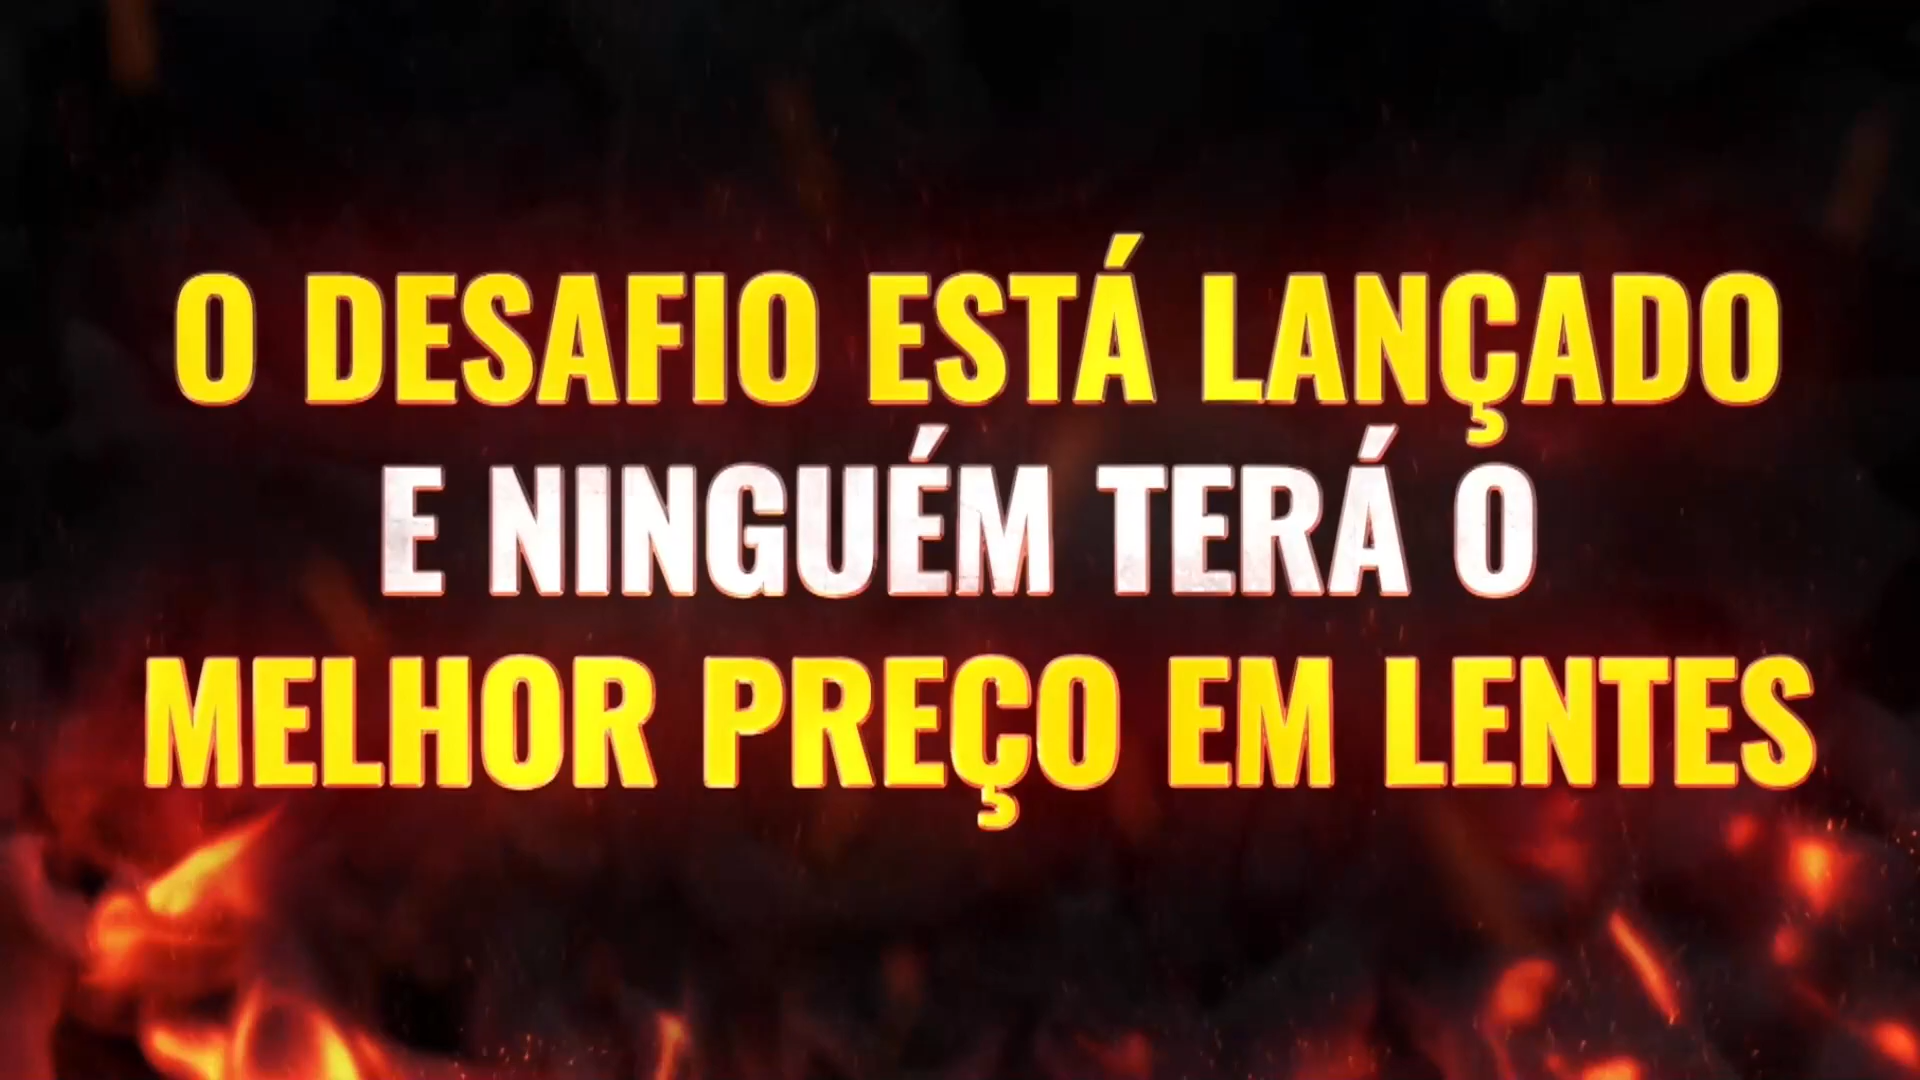 O DESAFIO ESTÁ LANÇADO
E NINGUÉM TERÁ O
MELHOR PREÇO EM LENTES